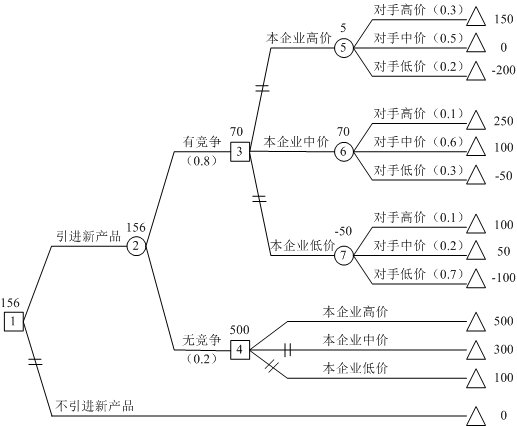 5
对手高价（0.3） 150
本企业高价 5 对手中价（0.5） 0
对手低价（0.2） -200
70 70 对手高价（0.1） 250
有竞争 3 本企业中价 6 对手中价（0.6） 100
（0.8） 对手低价（0.3） -50
156 -50 对手高价（0.1） 100
引进新产品 2 本企业低价 7 对手中价（0.2） 50
对手低价（0.7） -100
156 500 本企业高价 500
1 无竞争 4 本企业中价 300
（0.2） 本企业低价 100
不引进新产品 0